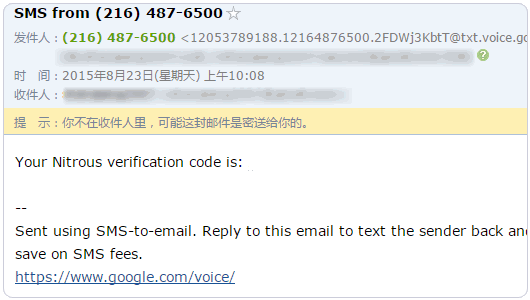 SMS from (216) 487-6500☆
发件人：(216) 487-6500 <12053789188.12164876500.2FDWj3KbtT@txt.voice.go
时　间：2015年8月23日(星期天) 上午10:08
收件人：
提　示：你不在收件人里，可能这封邮件是密送给你的。
Your Nitrous verification code is:
--
Sent using SMS-to-email. Reply to this email to text the sender back and
save on SMS fees.
https://www.google.com/voice/